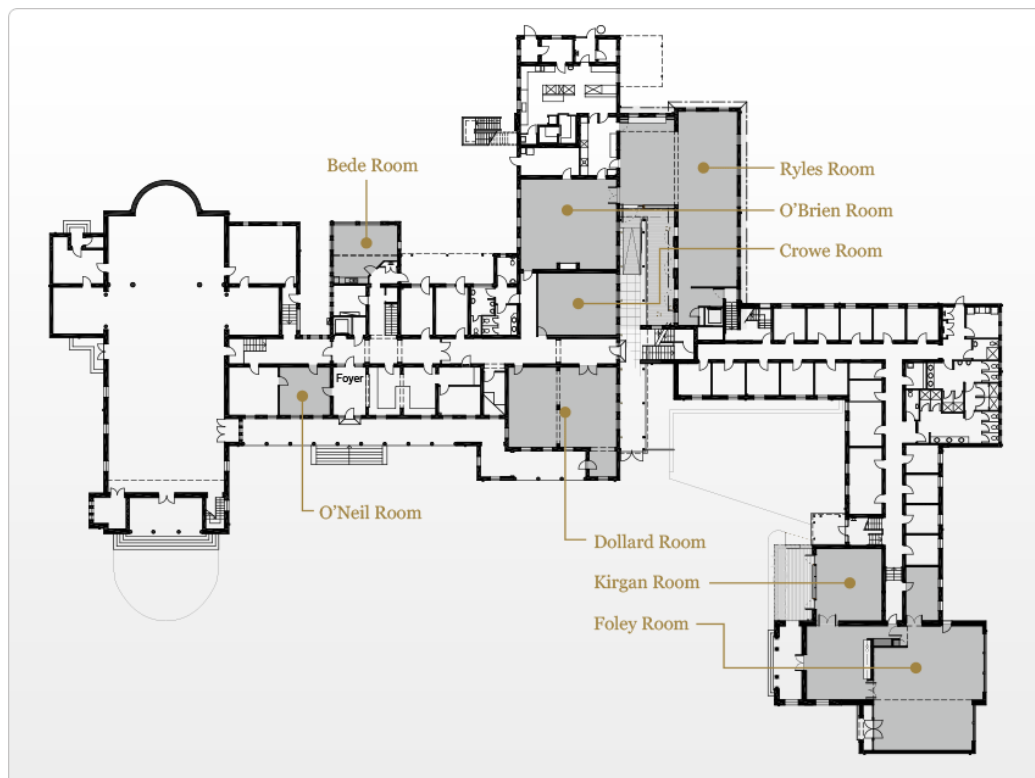 Bede Room
Ryles Room
O’Brien Room
Crowe Room
Foyer
O’Neil Room
Dollard Room
Kirgan Room
Foley Room